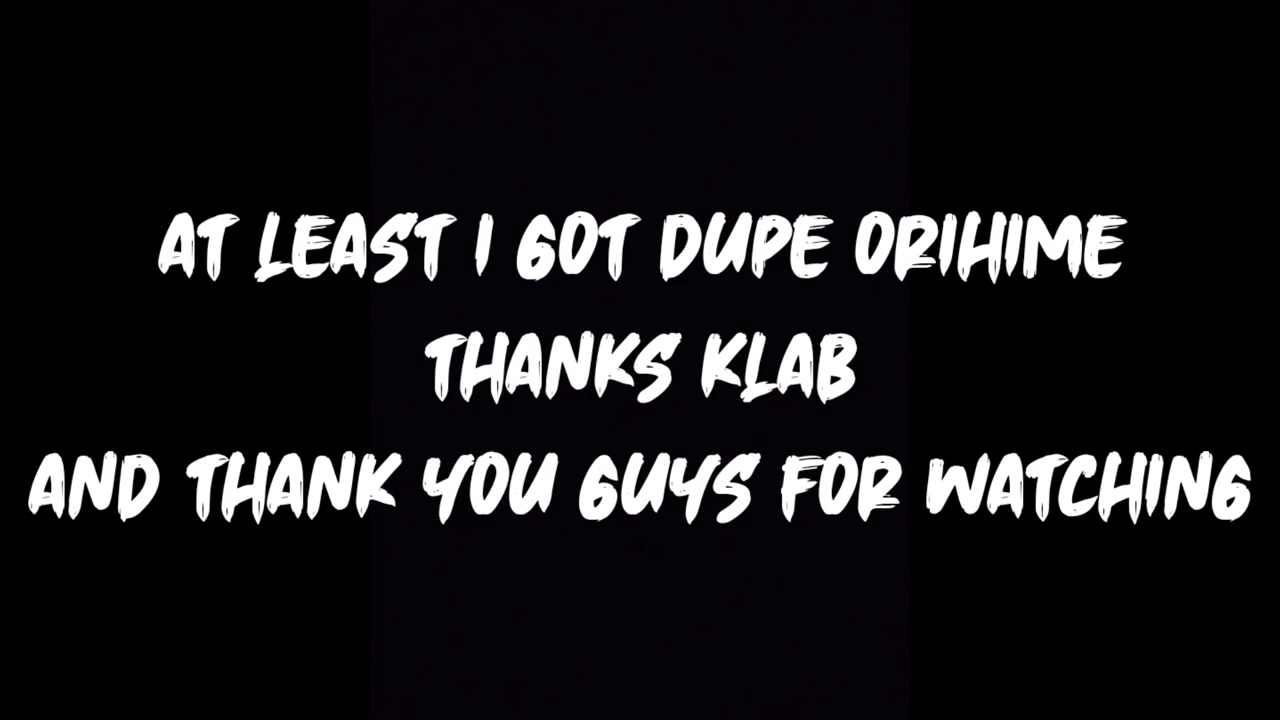 AT LEAST I GOT DUPE ORIHIME
THANKS KLAB
AND THANK YOU GUYS FOR WATCHING